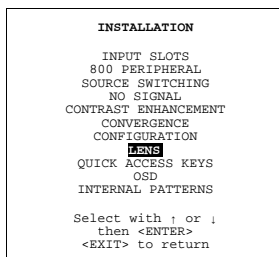 INSTALLATION
INPUT SLOTS
800 PERIPHERAL
SOURCE SWITCHING
NO SIGNAL
CONTRAST ENHANCEMENT
CONVERGENCE
CONFIGURATION
LENS
QUICK ACCESS KEYS
OSD
INTERNAL PATTERNS
Select with ↑ or ↓
then <ENTER>
<EXIT> to return